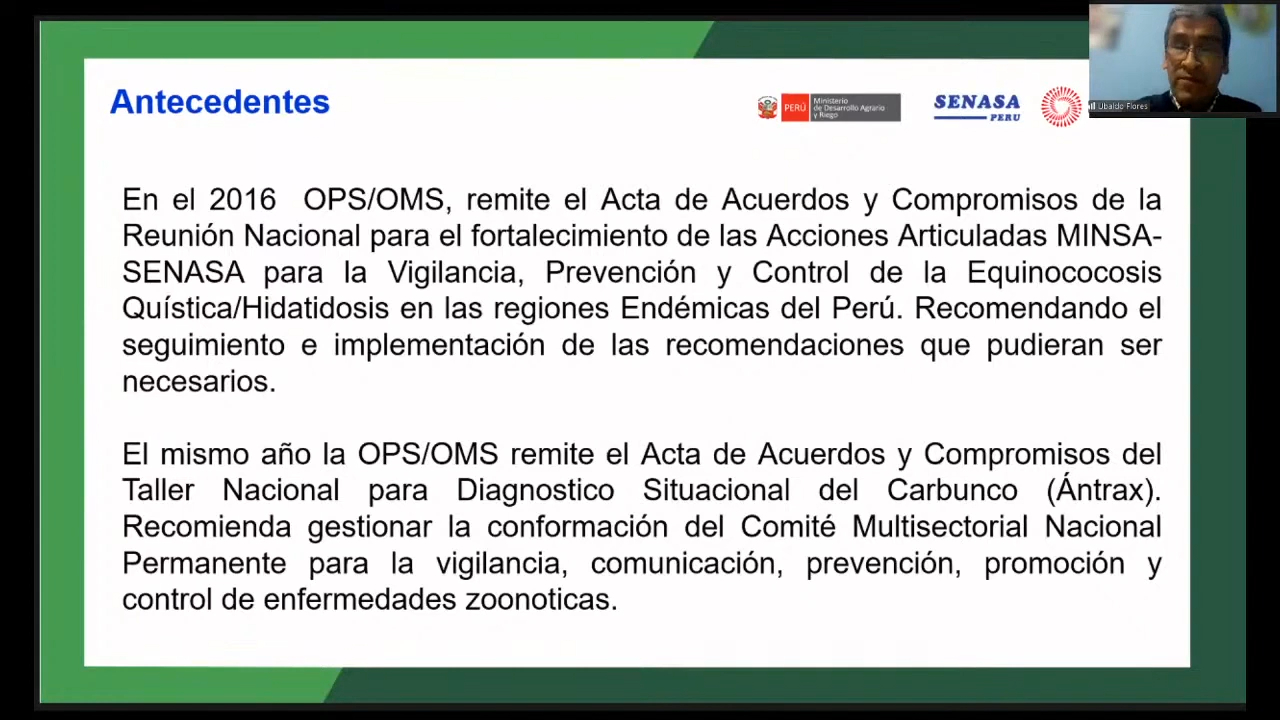 Antecedentes
PERÚ
Ministerio
de Desarrollo Agrario
y Riego
SENASA
PERU
Ubaldo Flores
En el 2016 OPS/OMS, remite el Acta de Acuerdos y Compromisos de la
Reunión Nacional para el fortalecimiento de las Acciones Articuladas MINSA-
SENASA para la Vigilancia, Prevención y Control de la Equinococosis
Quística/Hidatidosis en las regiones Endémicas del Perú. Recomendando el
seguimiento e implementación de las recomendaciones que pudieran ser
necesarios.
El mismo año la OPS/OMS remite el Acta de Acuerdos y Compromisos del
Taller Nacional para Diagnostico Situacional del Carbunco (Ántrax).
Recomienda gestionar la conformación del Comité Multisectorial Nacional
Permanente para la vigilancia, comunicación, prevención, promoción y
control de enfermedades zoonoticas.